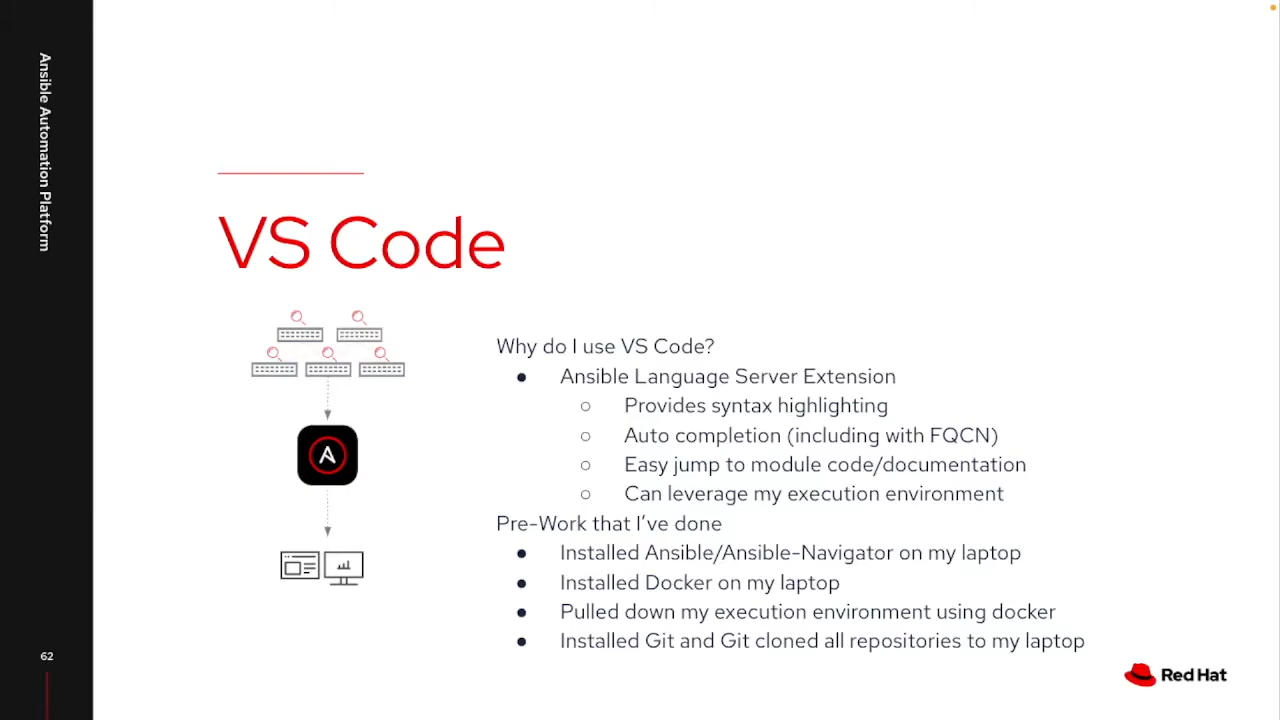 Ansible Automation Platform
VS Code
Why do I use VS Code?
● Ansible Language Server Extension
○ Provides syntax highlighting
○ Auto completion (including with FQCN)
○ Easy jump to module code/documentation
○ Can leverage my execution environment
Pre-Work that I’ve done
● Installed Ansible/Ansible-Navigator on my laptop
● Installed Docker on my laptop
● Pulled down my execution environment using docker
● Installed Git and Git cloned all repositories to my laptop
62
Red Hat